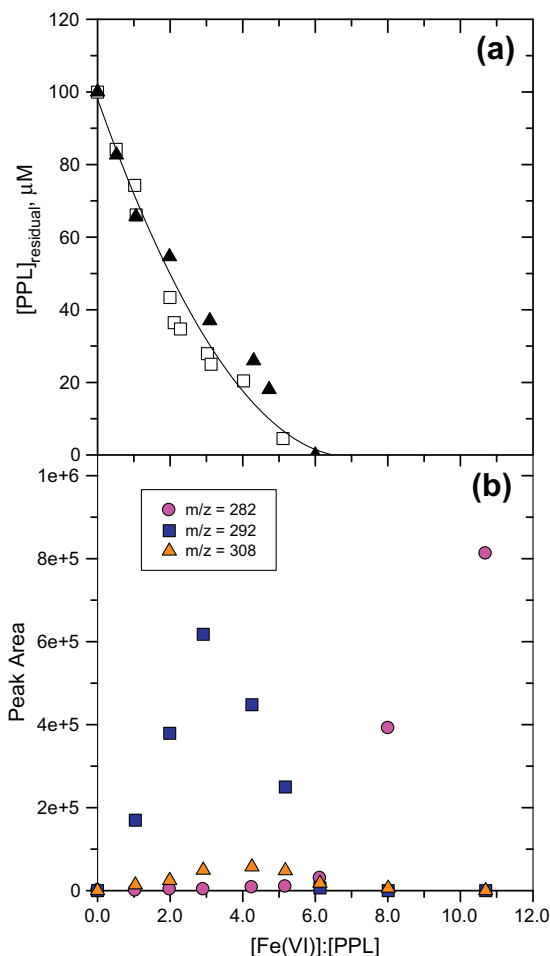 (a)
120
100
80
60
40
20
0
[PPL]residual, μM
(b)
1e+6
8e+5
6e+5
4e+5
2e+5
0
Peak Area
m/z = 282
m/z = 292
m/z = 308
0.0 2.0 4.0 6.0 8.0 10.0 12.0
[Fe(VI)]:[PPL]